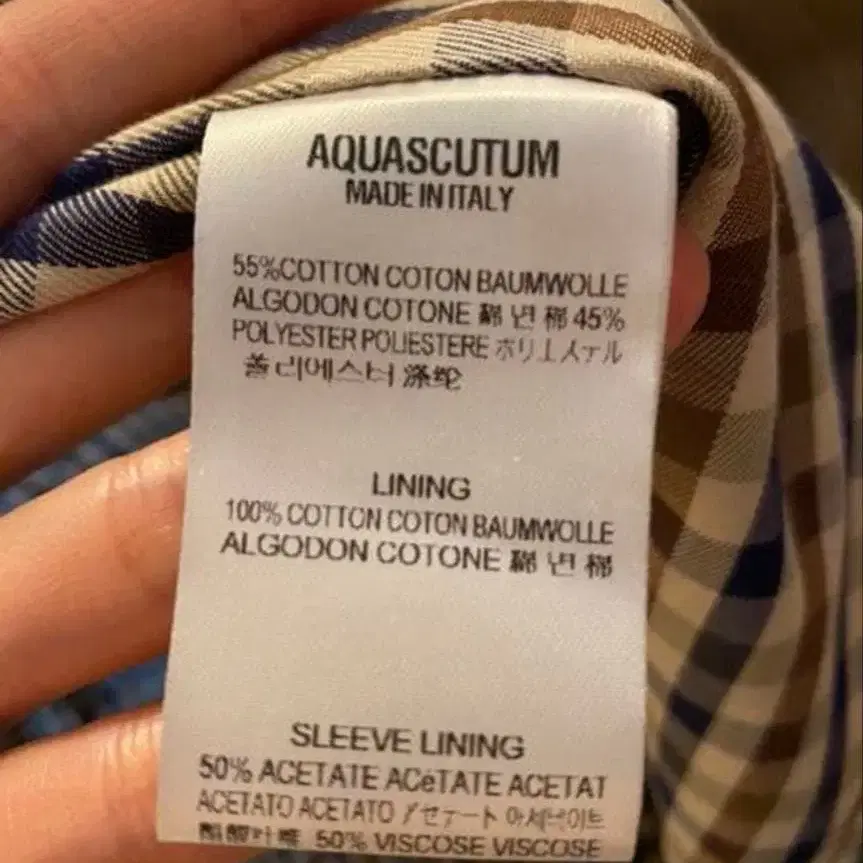 AQUASCUTUM
MADE IN ITALY
55%COTTON COTON BAUMWOLLE
ALGODON COTONE 綿 면 棉 45%
POLYESTER POLIESTERE ポリエステル
폴리에스터 涤纶
LINING
100% COTTON COTON BAUMWOLLE
ALGODON COTONE 綿 면 棉
SLEEVE LINING
50% ACETATE ACéTATE ACETAT
ACETATO ACETATO アセテート 아세테이트
50% VISCOSE VISCOSE